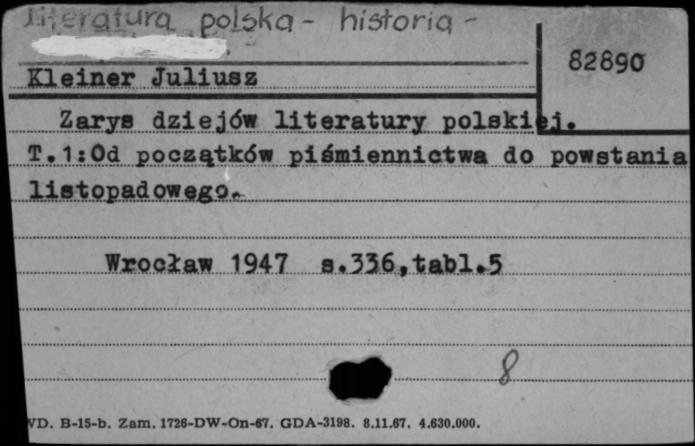 Literatura polska - historia -
82890
Kleiner Juliusz
Zarys dziejów literatury polskiej.
T.1:Od początków piśmiennictwa do powstania
listopadowego.
Wrocław 1947 s.336,tabl.5
8
VD. B-15-b. Zam. 1726-DW-On-67. GDA-3198. 8.11.67. 4.630.000.